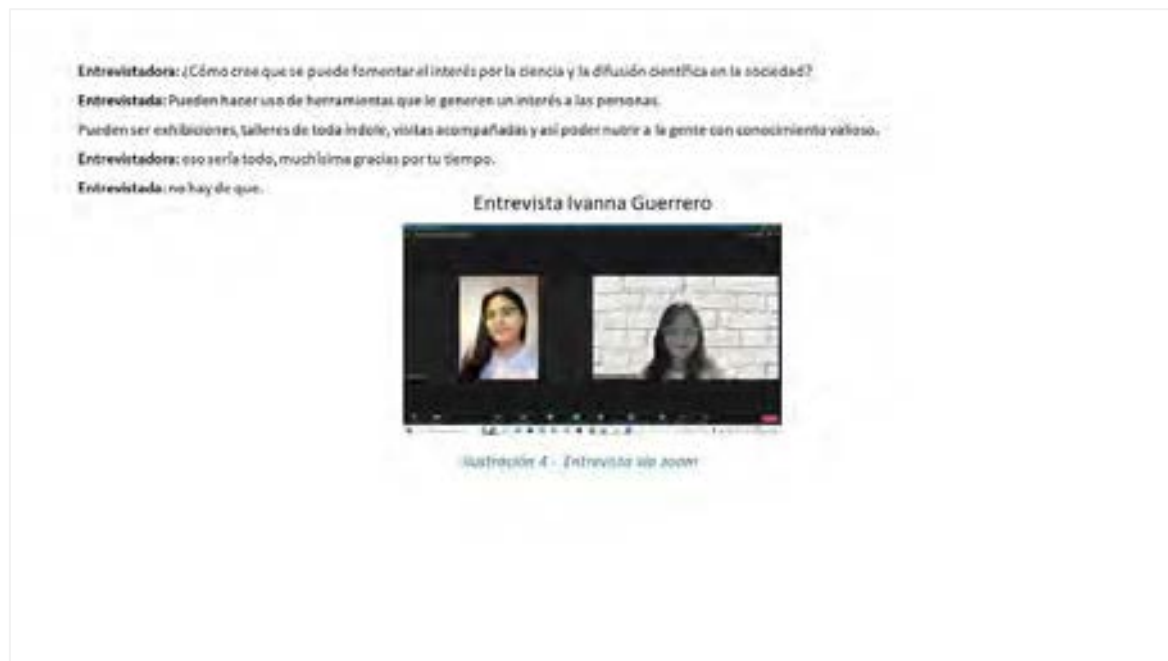 Entrevistadora: ¿Cómo cree que se puede fomentar el interés por la ciencia y la difusión científica en la sociedad?
Entrevistada: Pueden hacer uso de herramientas que le generen un interés a las personas.
Pueden ser exhibiciones, talleres de toda índole, visitas acompañadas y así poder nutrir a la gente con conocimiento valioso.
Entrevistadora: eso sería todo, muchísima gracias por tu tiempo.
Entrevistada: no hay de que.
Entrevista Ivanna Guerrero
Ilustración 4 - Entrevista vía zoom